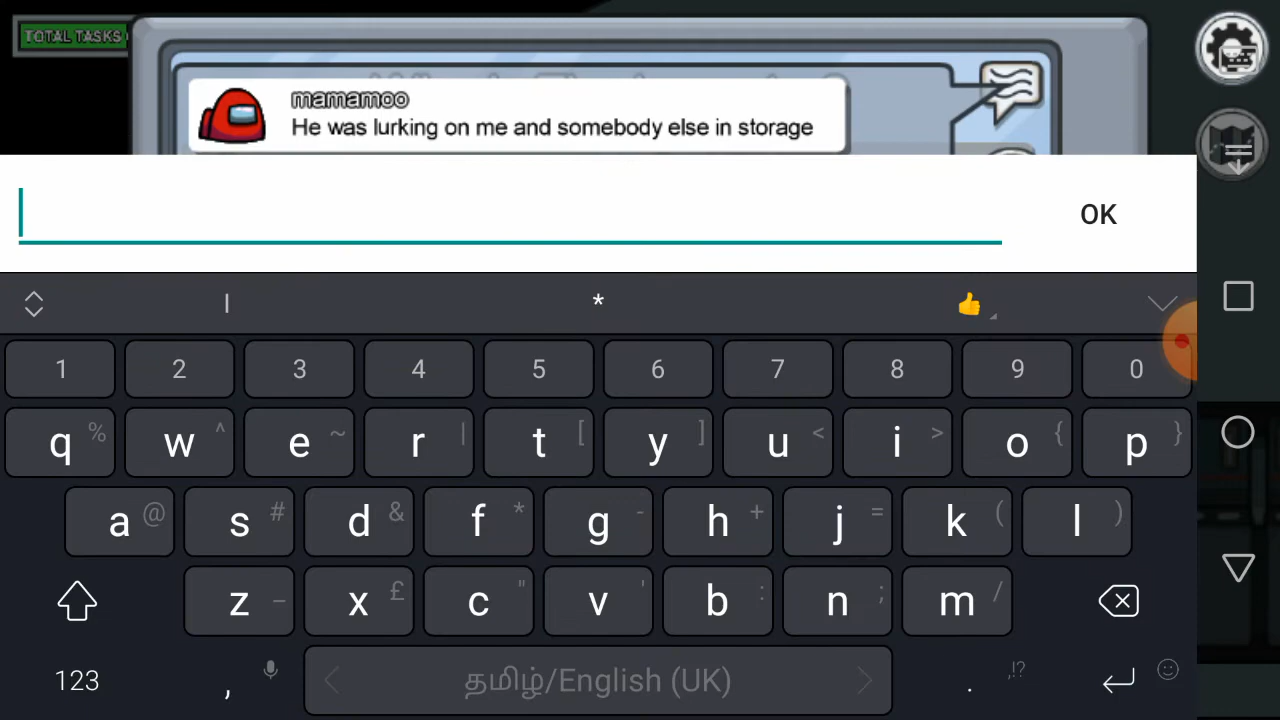 TOTAL TASKS
mamamoo
He was lurking on me and somebody else in storage
OK
| * 👍
1 2 3 4 5 6 7 8 9 0
q % w ^ e ~ r | t [ y ] u < i > o { p }
a @ s # d & f * g - h + j = k ( l )
z _ x £ c " v ' b : n ; m /
123 , தமிழ்/English (UK) . ,!?